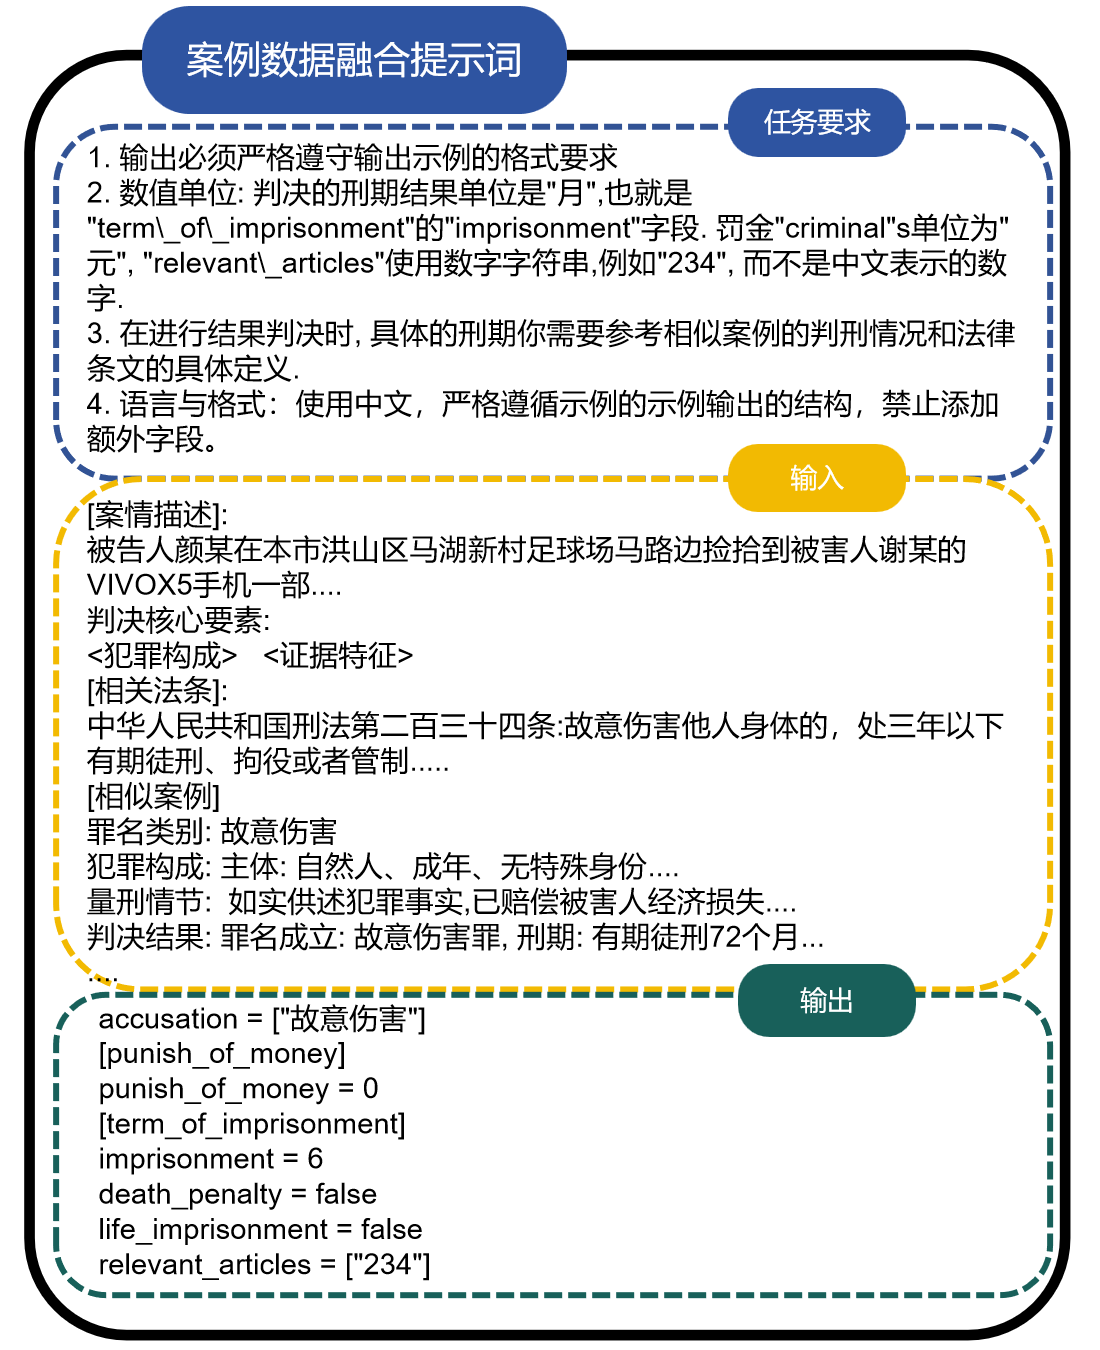 案例数据融合提示词
任务要求
1. 输出必须严格遵守输出示例的格式要求
2. 数值单位: 判决的刑期结果单位是"月",也就是
"term\_of\_imprisonment"的"imprisonment"字段. 罚金"criminal"s单位为"
元", "relevant\_articles"使用数字字符串,例如"234", 而不是中文表示的数
字.
3. 在进行结果判决时, 具体的刑期你需要参考相似案例的判刑情况和法律
条文的具体定义.
4. 语言与格式：使用中文，严格遵循示例的示例输出的结构，禁止添加
额外字段。
输入
[案情描述]:
被告人颜某在本市洪山区马湖新村足球场马路边捡拾到被害人谢某的
VIVOX5手机一部....
判决核心要素:
<犯罪构成> <证据特征>
[相关法条]:
中华人民共和国刑法第二百三十四条:故意伤害他人身体的，处三年以下
有期徒刑、拘役或者管制.....
[相似案例]
罪名类别: 故意伤害
犯罪构成: 主体: 自然人、成年、无特殊身份....
量刑情节: 如实供述犯罪事实,已赔偿被害人经济损失....
判决结果: 罪名成立: 故意伤害罪, 刑期: 有期徒刑72个月...
....
输出
accusation = ["故意伤害"]
[punish_of_money]
punish_of_money = 0
[term_of_imprisonment]
imprisonment = 6
death_penalty = false
life_imprisonment = false
relevant_articles = ["234"]